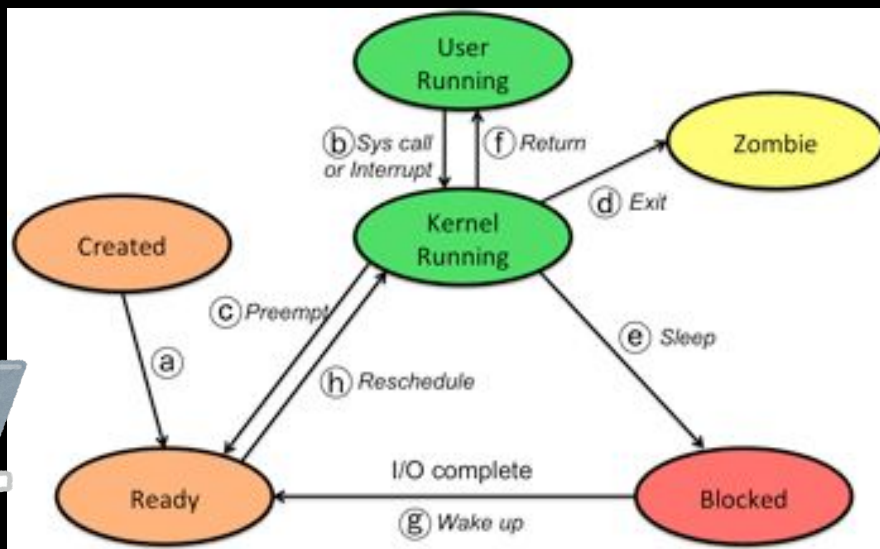 User
Running
ⓑ Sys call
or Interrupt
ⓕ Return
Zombie
ⓓ Exit
Created
Kernel
Running
ⓒ Preempt
ⓔ Sleep
ⓐ
ⓗ Reschedule
I/O complete
Ready
Blocked
ⓖ Wake up